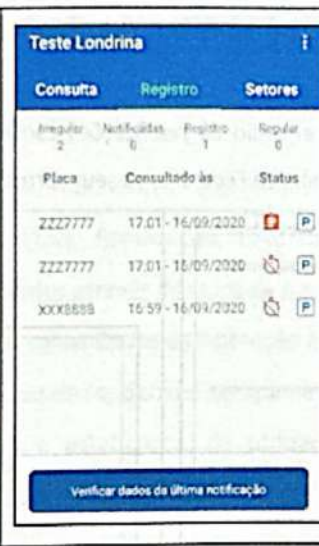 Teste Londrina
Consulta Registro Setores
Irregular Notificadas Registro Regular
2 0 1 0
Placa Consultado às Status
ZZZ7777 17:01 - 16/09/2020 P
ZZZ7777 17:01 - 16/09/2020 P
XXX8888 16:59 - 16/09/2020 P
Verificar dados da última notificação